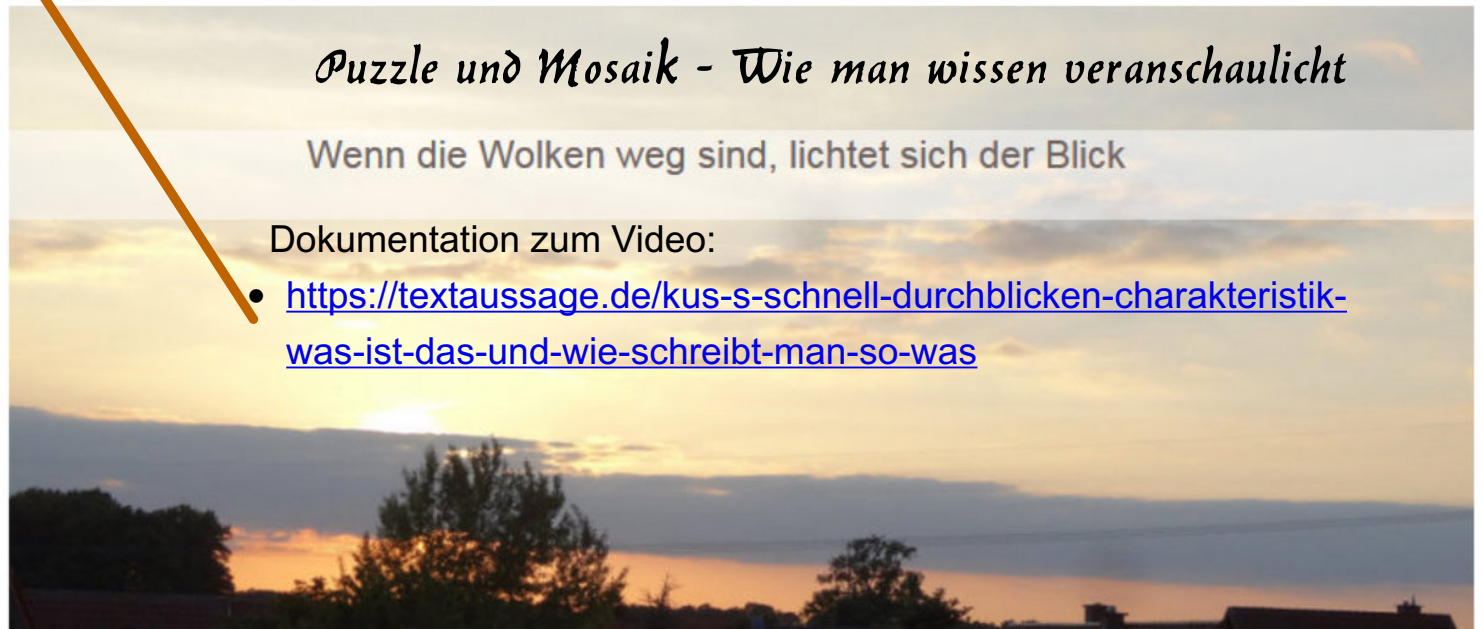 Puzzle und Mosaik - Wie man wissen veranschaulicht
Wenn die Wolken weg sind, lichtet sich der Blick
Dokumentation zum Video:
• https://textaussage.de/kus-s-schnell-durchblicken-charakteristik-
was-ist-das-und-wie-schreibt-man-so-was